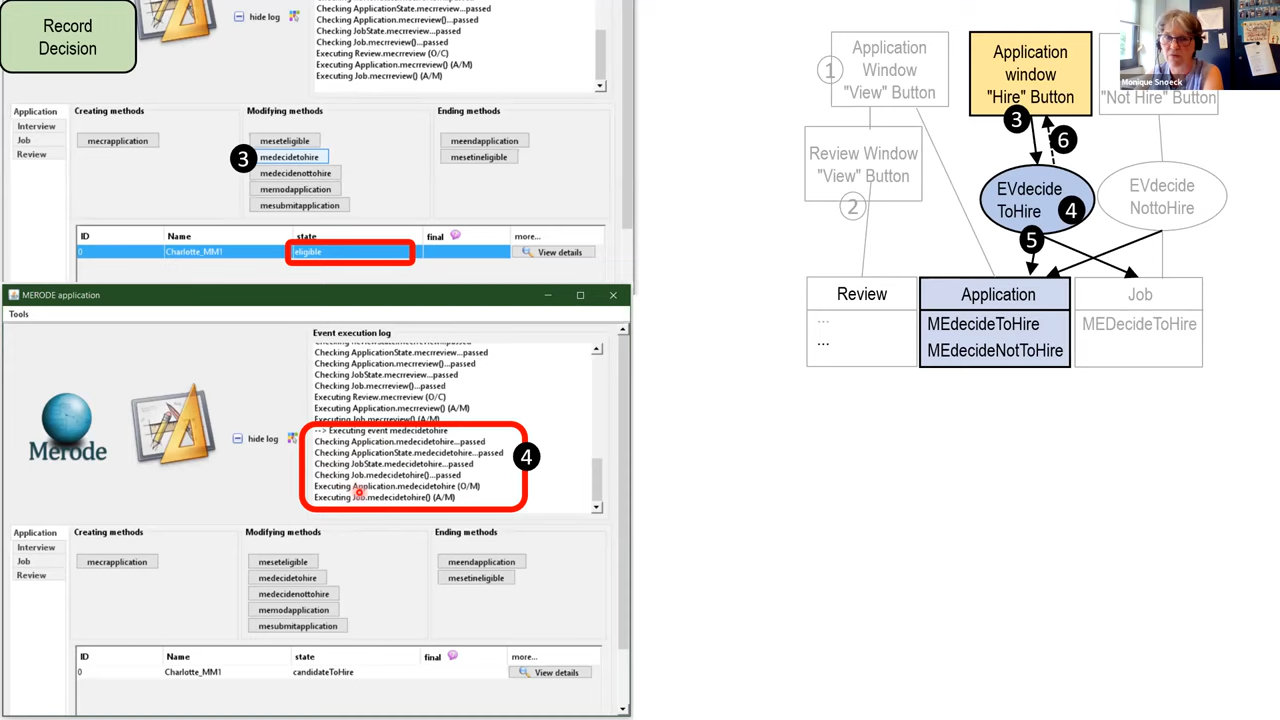 Record
Decision
hide log
Checking ApplicationState.mecrreview...passed
Checking Application.mecrreview()...passed
Checking JobState.mecrreview...passed
Checking Job.mecrreview()...passed
Executing Review.mecrreview (O/C)
Executing Application.mecrreview() (A/M)
Executing Job.mecrreview() (A/M)
Application
Interview
Job
Review
Creating methods
mecrapplication
Modifying methods
meseteligible
3
medecidetohire
medecidenottohire
memodapplication
mesubmitapplication
Ending methods
meendapplication
mesetineligible
ID Name state final more...
0 Charlotte_MM1 eligible View details
MERODE application
Tools
Merode
hide log
Event execution log
Checking ApplicationState.mecrreview...passed
Checking Application.mecrreview()...passed
Checking JobState.mecrreview...passed
Checking Job.mecrreview()...passed
Executing Review.mecrreview (O/C)
Executing Application.mecrreview() (A/M)
Executing Job.mecrreview() (A/M)
--> Executing event medecidetohire
Checking Application.medecidetohire...passed
Checking ApplicationState.medecidetohire...passed
Checking JobState.medecidetohire...passed
Checking Job.medecidetohire()...passed
Executing Application.medecidetohire (O/M)
Executing Job.medecidetohire() (A/M)
4
Application
Interview
Job
Review
Creating methods
mecrapplication
Modifying methods
meseteligible
medecidetohire
medecidenottohire
memodapplication
mesubmitapplication
Ending methods
meendapplication
mesetineligible
ID Name state final more...
0 Charlotte_MM1 candidateToHire View details
1
Application
Window
"View" Button
Application
window
"Hire" Button
"Not Hire" Button
Monique Snoeck
3
6
Review Window
"View" Button
2
EVdecide
ToHire
4
EVdecide
NottoHire
5
Review
...
...
Application
MEdecideToHire
MEdecideNotToHire
Job
MEDecideToHire